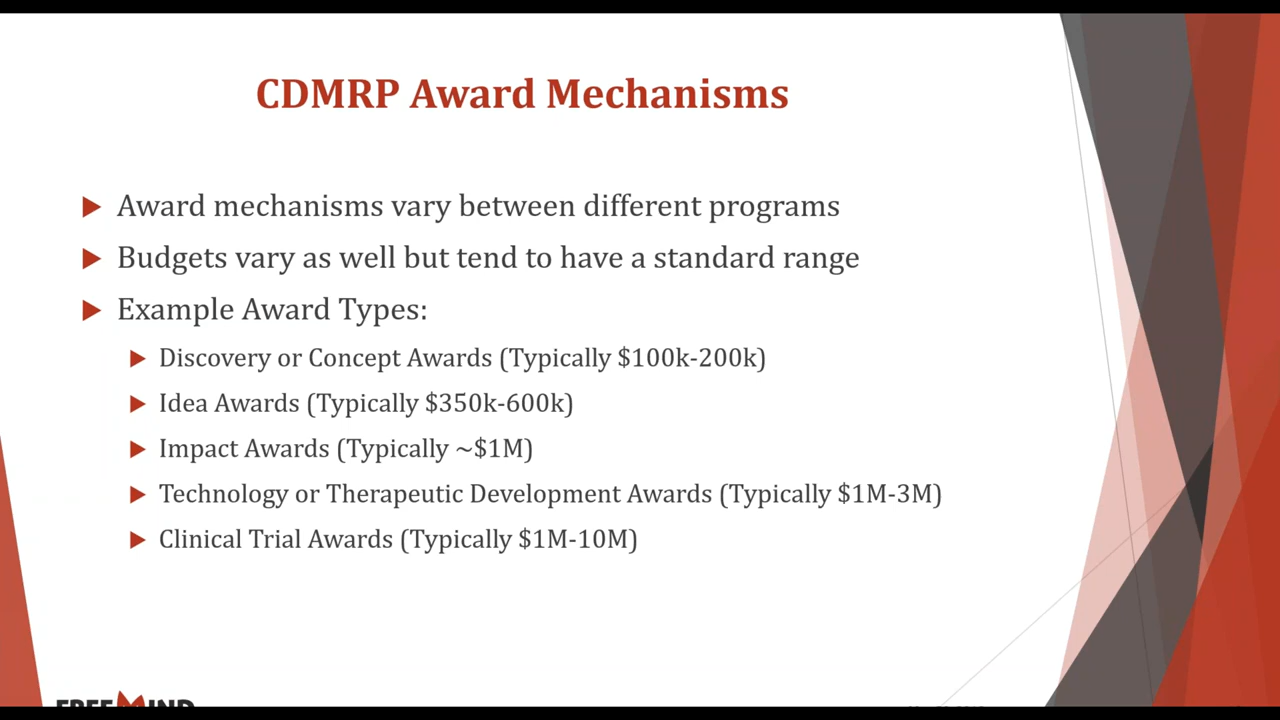 CDMRP Award Mechanisms
Award mechanisms vary between different programs
Budgets vary as well but tend to have a standard range
Example Award Types:
Discovery or Concept Awards (Typically $100k-200k)
Idea Awards (Typically $350k-600k)
Impact Awards (Typically ~$1M)
Technology or Therapeutic Development Awards (Typically $1M-3M)
Clinical Trial Awards (Typically $1M-10M)
FREEMIND